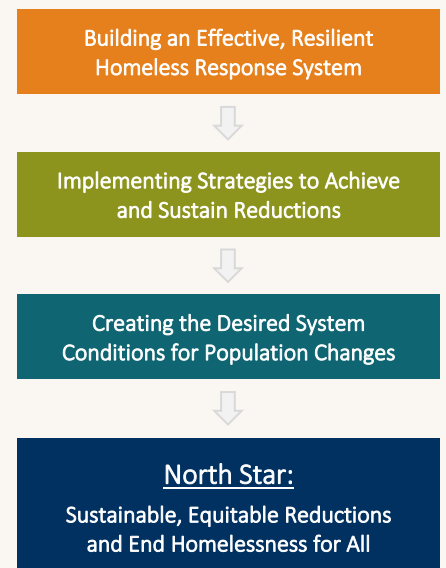 Building an Effective, Resilient
Homeless Response System
Implementing Strategies to Achieve
and Sustain Reductions
Creating the Desired System
Conditions for Population Changes
North Star:
Sustainable, Equitable Reductions
and End Homelessness for All